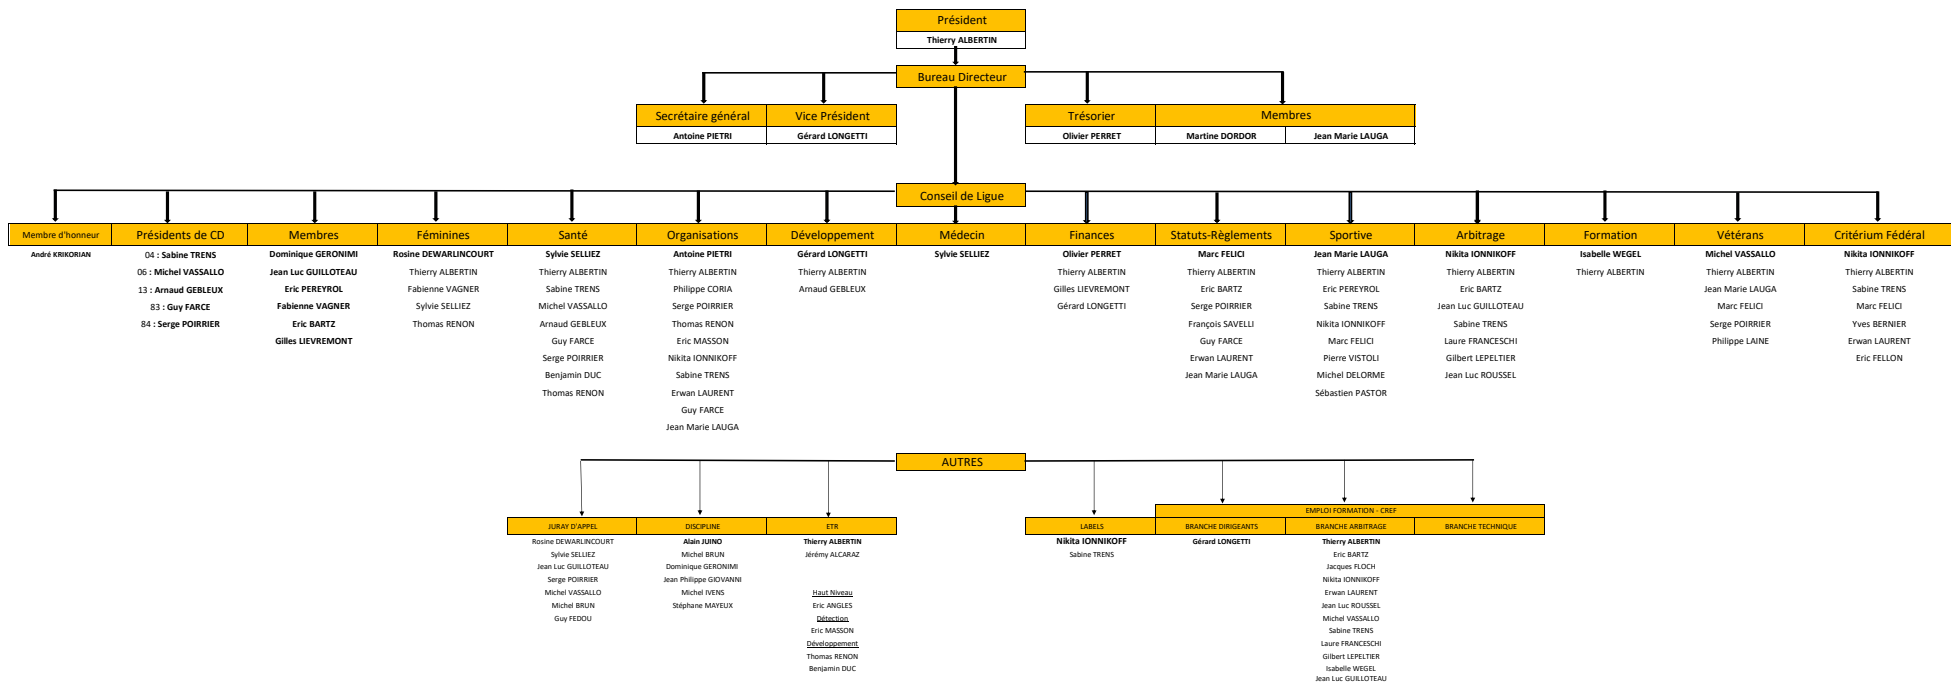 Président
Thierry ALBERTIN
Bureau Directeur
Secrétaire général
Antoine PIETRI
Vice Président
Gérard LONGETTI
Trésorier
Olivier PERRET
Membres
Martine DORDOR
Jean Marie LAUGA
Conseil de Ligue
Membre d'honneur
André KRIKORIAN
Présidents de CD
04 : Sabine TRENS
06 : Michel VASSALLO
13 : Arnaud GEBLEUX
83 : Guy FARCE
84 : Serge POIRRIER
Membres
Dominique GERONIMI
Jean Luc GUILLOTEAU
Eric PEREYROL
Fabienne VAGNER
Eric BARTZ
Gilles LIEVREMONT
Féminines
Rosine DEWARLINCOURT
Thierry ALBERTIN
Fabienne VAGNER
Sylvie SELLIEZ
Thomas RENON
Santé
Sylvie SELLIEZ
Thierry ALBERTIN
Sabine TRENS
Michel VASSALLO
Arnaud GEBLEUX
Guy FARCE
Serge POIRRIER
Benjamin DUC
Thomas RENON
Organisations
Antoine PIETRI
Thierry ALBERTIN
Philippe CORIA
Serge POIRRIER
Thomas RENON
Eric MASSON
Nikita IONNIKOFF
Sabine TRENS
Erwan LAURENT
Guy FARCE
Jean Marie LAUGA
Développement
Gérard LONGETTI
Thierry ALBERTIN
Arnaud GEBLEUX
Médecin
Sylvie SELLIEZ
Finances
Olivier PERRET
Thierry ALBERTIN
Gilles LIEVREMONT
Gérard LONGETTI
Statuts-Règlements
Marc FELICI
Thierry ALBERTIN
Eric BARTZ
Serge POIRRIER
François SAVELLI
Guy FARCE
Erwan LAURENT
Jean Marie LAUGA
Sportive
Jean Marie LAUGA
Thierry ALBERTIN
Eric PEREYROL
Sabine TRENS
Nikita IONNIKOFF
Marc FELICI
Pierre VISTOLI
Michel DELORME
Sébastien PASTOR
Arbitrage
Nikita IONNIKOFF
Thierry ALBERTIN
Eric BARTZ
Jean Luc GUILLOTEAU
Sabine TRENS
Laure FRANCESCHI
Gilbert LEPELTIER
Jean Luc ROUSSEL
Formation
Isabelle WEGEL
Thierry ALBERTIN
Vétérans
Michel VASSALLO
Thierry ALBERTIN
Jean Marie LAUGA
Marc FELICI
Serge POIRRIER
Philippe LAINE
Critérium Fédéral
Nikita IONNIKOFF
Thierry ALBERTIN
Sabine TRENS
Marc FELICI
Yves BERNIER
Erwan LAURENT
Eric FELLON
AUTRES
JURAY D'APPEL
Rosine DEWARLINCOURT
Sylvie SELLIEZ
Jean Luc GUILLOTEAU
Serge POIRRIER
Michel VASSALLO
Michel BRUN
Guy FEDOU
DISCIPLINE
Alain JUINO
Michel BRUN
Dominique GERONIMI
Jean Philippe GIOVANNI
Michel IVENS
Stéphane MAYEUX
ETR
Thierry ALBERTIN
Jérémy ALCARAZ
Haut Niveau
Eric ANGLES
Détection
Eric MASSON
Développement
Thomas RENON
Benjamin DUC
LABELS
Nikita IONNIKOFF
Sabine TRENS
EMPLOI FORMATION - CREF
BRANCHE DIRIGEANTS
Gérard LONGETTI
BRANCHE ARBITRAGE
Thierry ALBERTIN
Eric BARTZ
Jacques FLOCH
Nikita IONNIKOFF
Erwan LAURENT
Jean Luc ROUSSEL
Michel VASSALLO
Sabine TRENS
Laure FRANCESCHI
Gilbert LEPELTIER
Isabelle WEGEL
Jean Luc GUILLOTEAU
BRANCHE TECHNIQUE